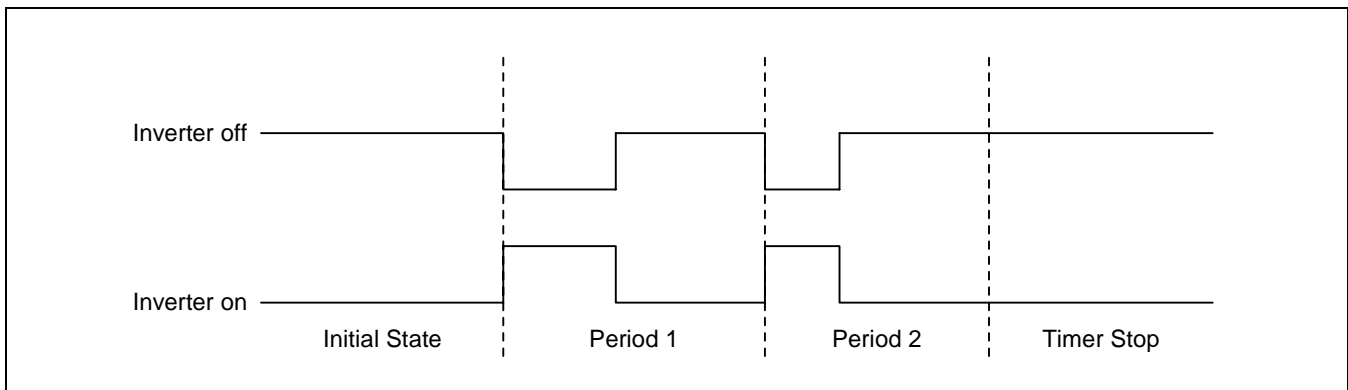 Inverter off
Inverter on
Initial State
Period 1
Period 2
Timer Stop